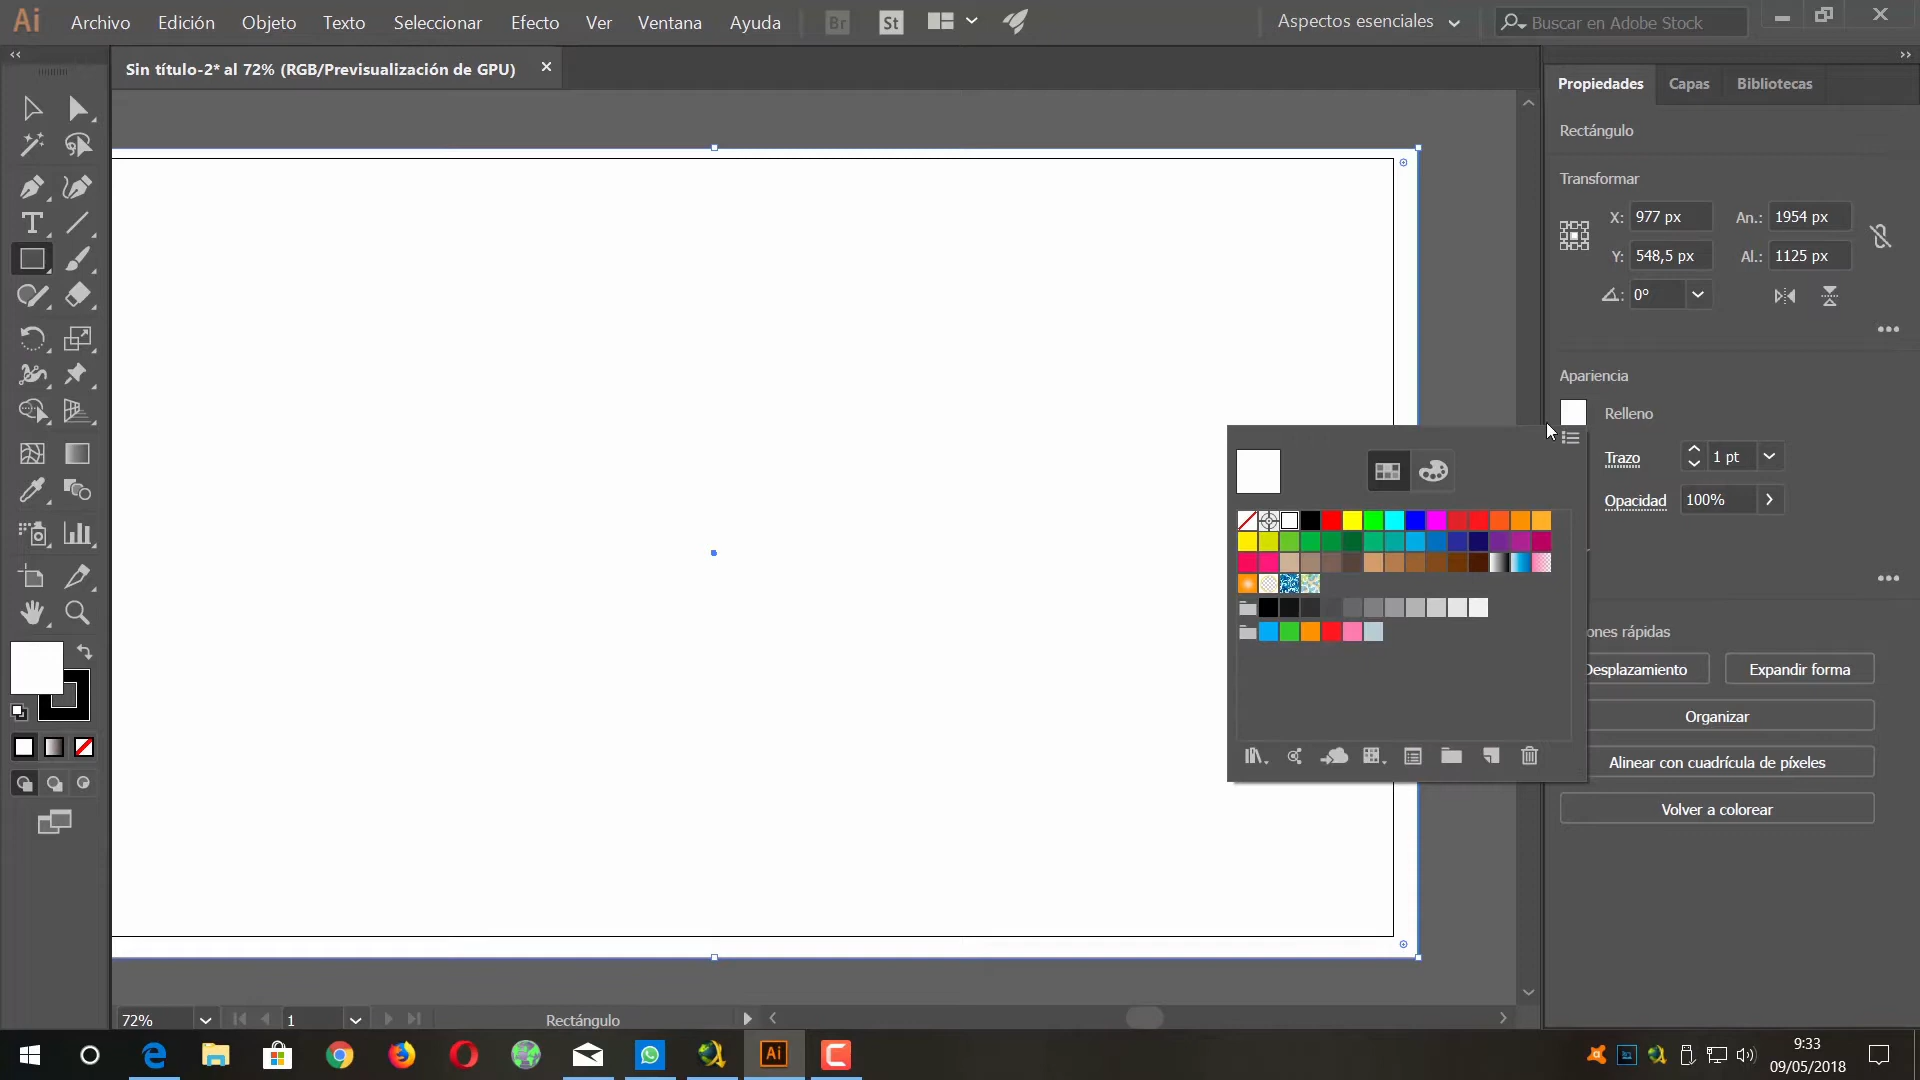 Ai Archivo Edición Objeto Texto Seleccionar Efecto Ver Ventana Ayuda Br St Aspectos esenciales Buscar en Adobe Stock
Sin título-2* al 72% (RGB/Previsualización de GPU)
Propiedades Capas Bibliotecas
Rectángulo
Transformar
X: 977 px An.: 1954 px
Y: 548,5 px Al.: 1125 px
0°
Apariencia
Relleno
Trazo 1 pt
Opacidad 100%
ones rápidas
Desplazamiento Expandir forma
Organizar
Alinear con cuadrícula de píxeles
Volver a colorear
72% 1 Rectángulo
Ai
9:33
09/05/2018